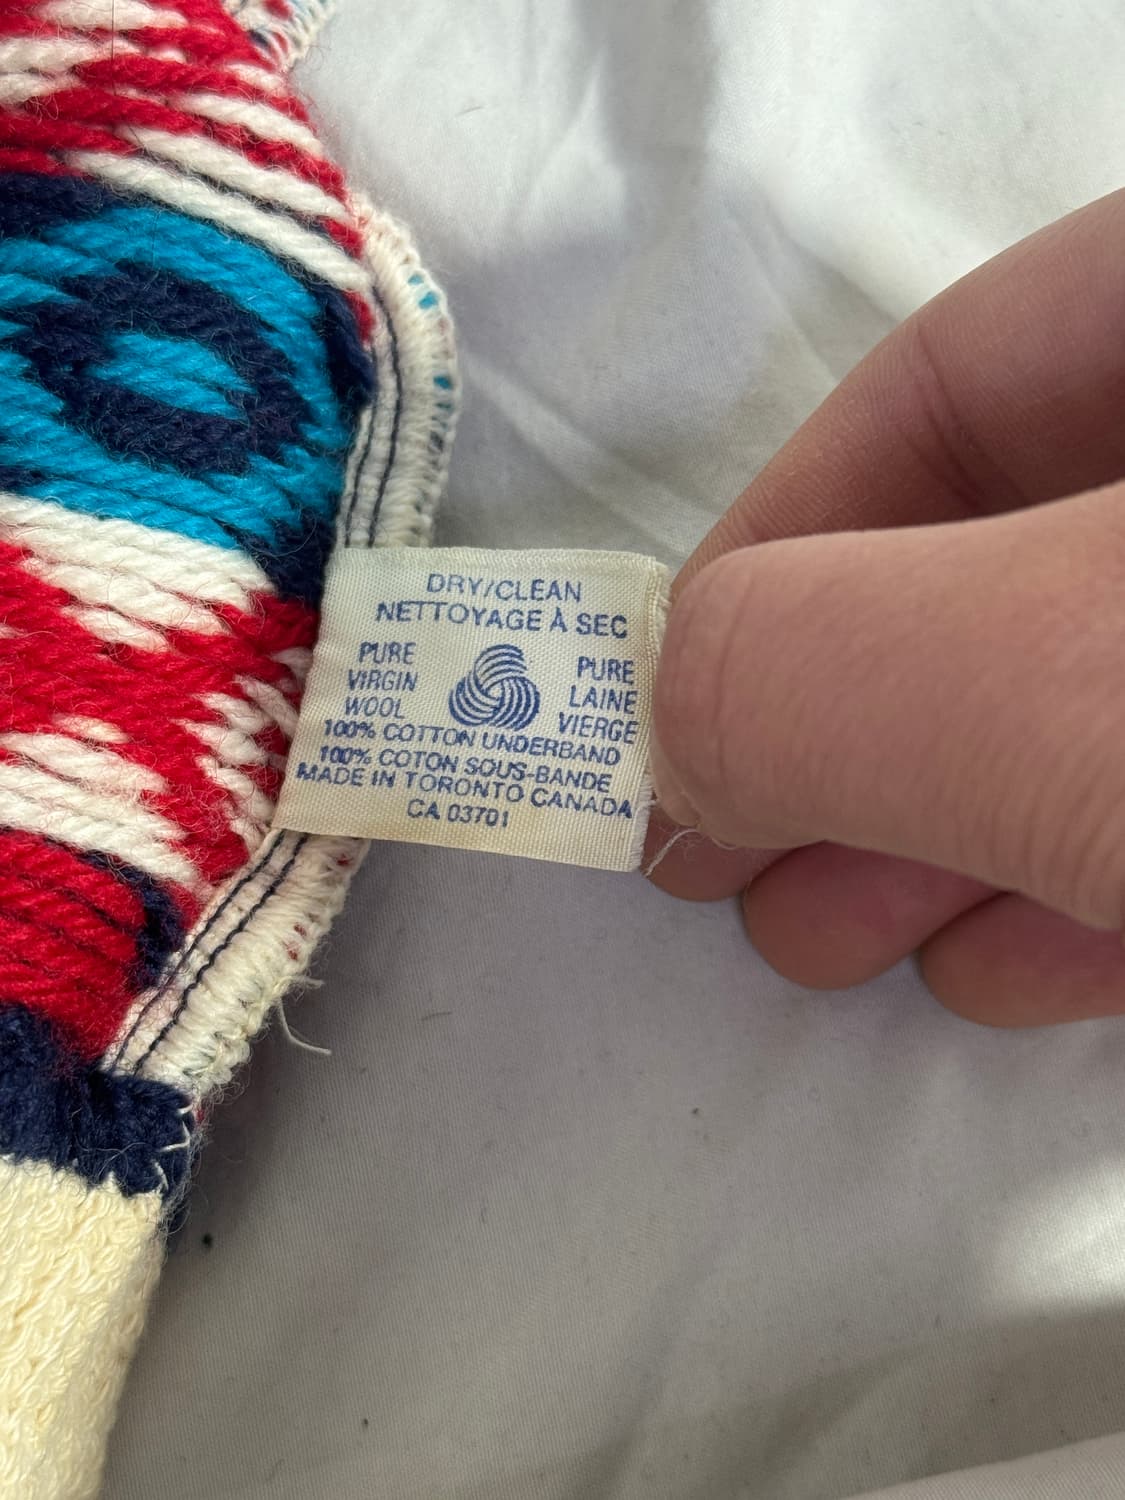 DRY/CLEAN
NETTOYAGE À SEC
PURE
VIRGIN
WOOL
PURE
LAINE
VIERGE
100% COTTON UNDERBAND
100% COTON SOUS-BANDE
MADE IN TORONTO CANADA
CA 03701